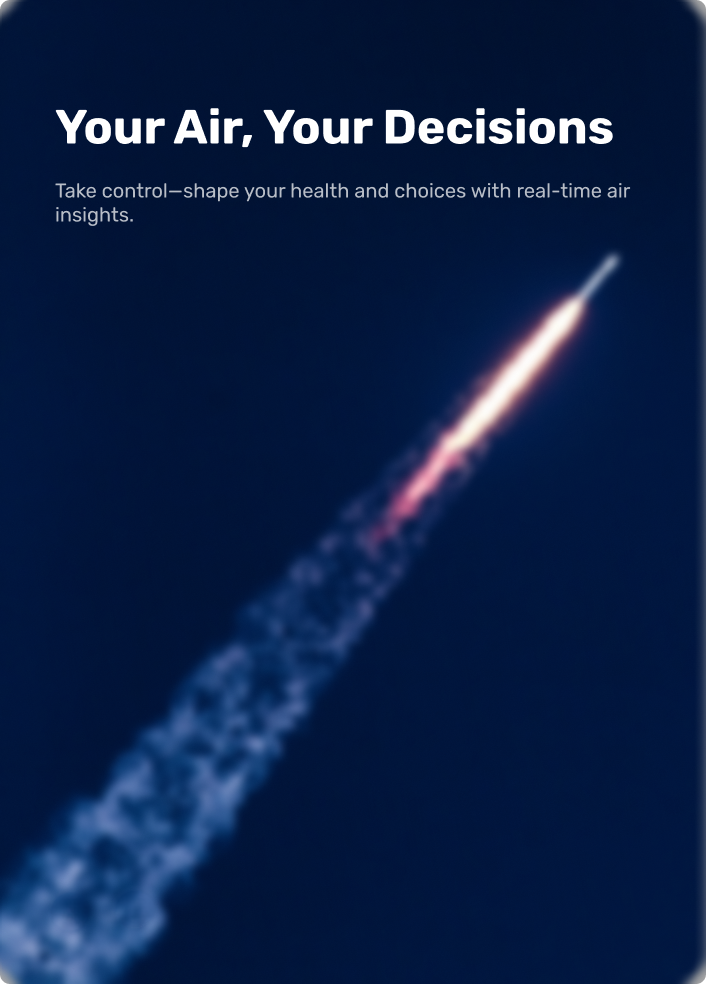 Your Air, Your Decisions
Take control—shape your health and choices with real-time air
insights.